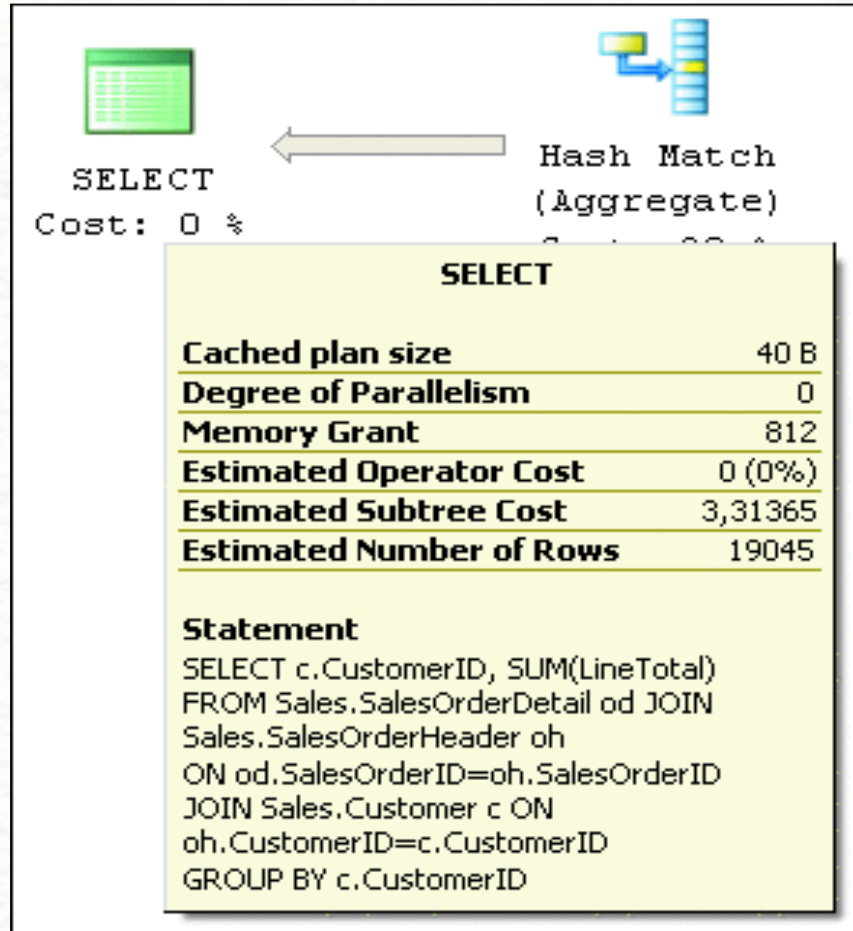 SELECT
Cost: 0 %
Hash Match
(Aggregate)
SELECT
Cached plan size 40 B
Degree of Parallelism 0
Memory Grant 812
Estimated Operator Cost 0 (0%)
Estimated Subtree Cost 3,31365
Estimated Number of Rows 19045
Statement
SELECT c.CustomerID, SUM(LineTotal)
FROM Sales.SalesOrderDetail od JOIN
Sales.SalesOrderHeader oh
ON od.SalesOrderID=oh.SalesOrderID
JOIN Sales.Customer c ON
oh.CustomerID=c.CustomerID
GROUP BY c.CustomerID